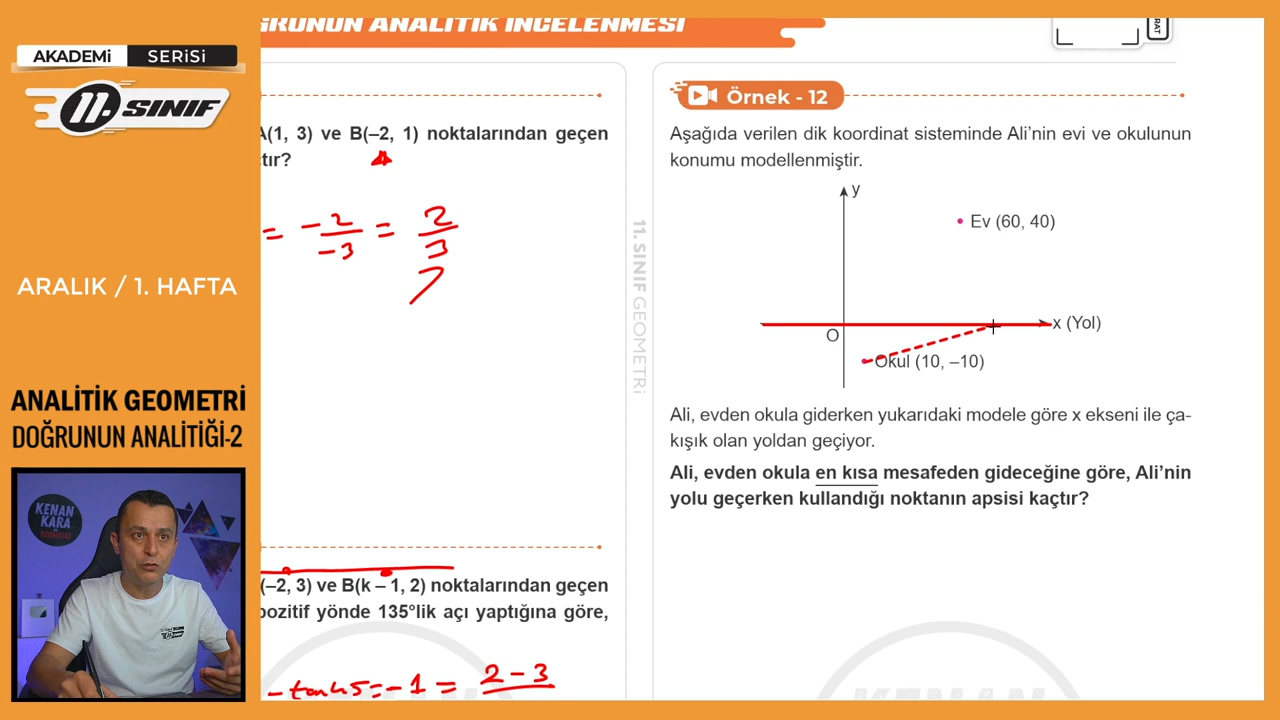 AKADEMi SERiSi
11. SINIF
ARALIK / 1. HAFTA
ANALİTİK GEOMETRİ
DOĞRUNUN ANALİTİĞİ-2
KENAN
KARA
GEOMETRİ
ĞRUNUN ANALİTİK İNCELENMESİ
A(1, 3) ve B(–2, 1) noktalarından geçen
tır?
= -2/-3 = 2/3
(–2, 3) ve B(k – 1, 2) noktalarından geçen
pozitif yönde 135°lik açı yaptığına göre,
- tan45 = -1 = 2 - 3
11. SINIF GEOMETRİ
Örnek - 12
Aşağıda verilen dik koordinat sisteminde Ali’nin evi ve okulunun
konumu modellenmiştir.
y
Ev (60, 40)
O
x (Yol)
Okul (10, –10)
Ali, evden okula giderken yukarıdaki modele göre x ekseni ile ça-
kışık olan yoldan geçiyor.
Ali, evden okula en kısa mesafeden gideceğine göre, Ali’nin
yolu geçerken kullandığı noktanın apsisi kaçtır?
KENAN